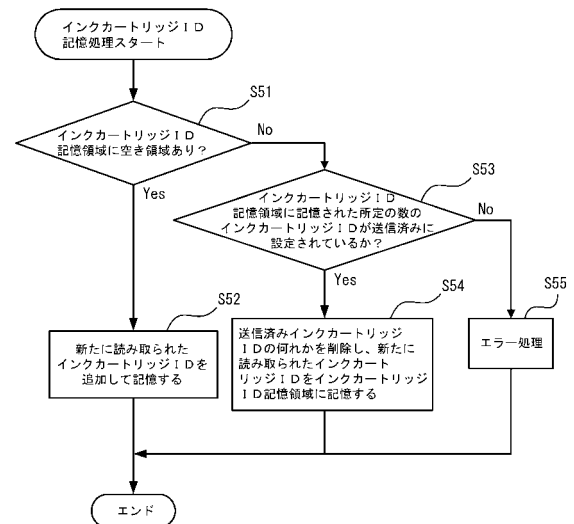 インクカートリッジＩＤ
記憶処理スタート
S51
インクカートリッジＩＤ
記憶領域に空き領域あり？
No
Yes
S53
インクカートリッジＩＤ
記憶領域に記憶された所定の数の
インクカートリッジＩＤが送信済みに
設定されているか？
No
Yes
S52
新たに読み取られた
インクカートリッジＩＤを
追加して記憶する
S54
送信済みインクカートリッジ
ＩＤの何れかを削除し、新たに
読み取られたインクカート
リッジＩＤをインクカートリッジ
ＩＤ記憶領域に記憶する
S55
エラー処理
エンド